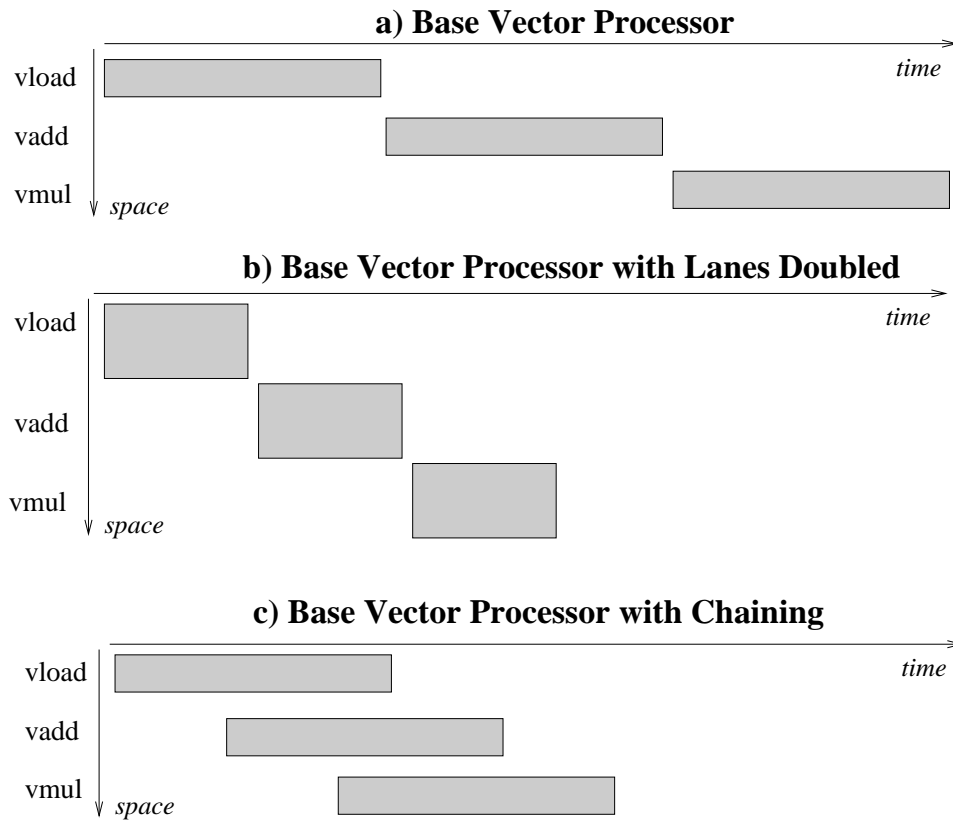 a) Base Vector Processor
time
vload
vadd
vmul
space
b) Base Vector Processor with Lanes Doubled
time
vload
vadd
vmul
space
c) Base Vector Processor with Chaining
time
vload
vadd
vmul
space